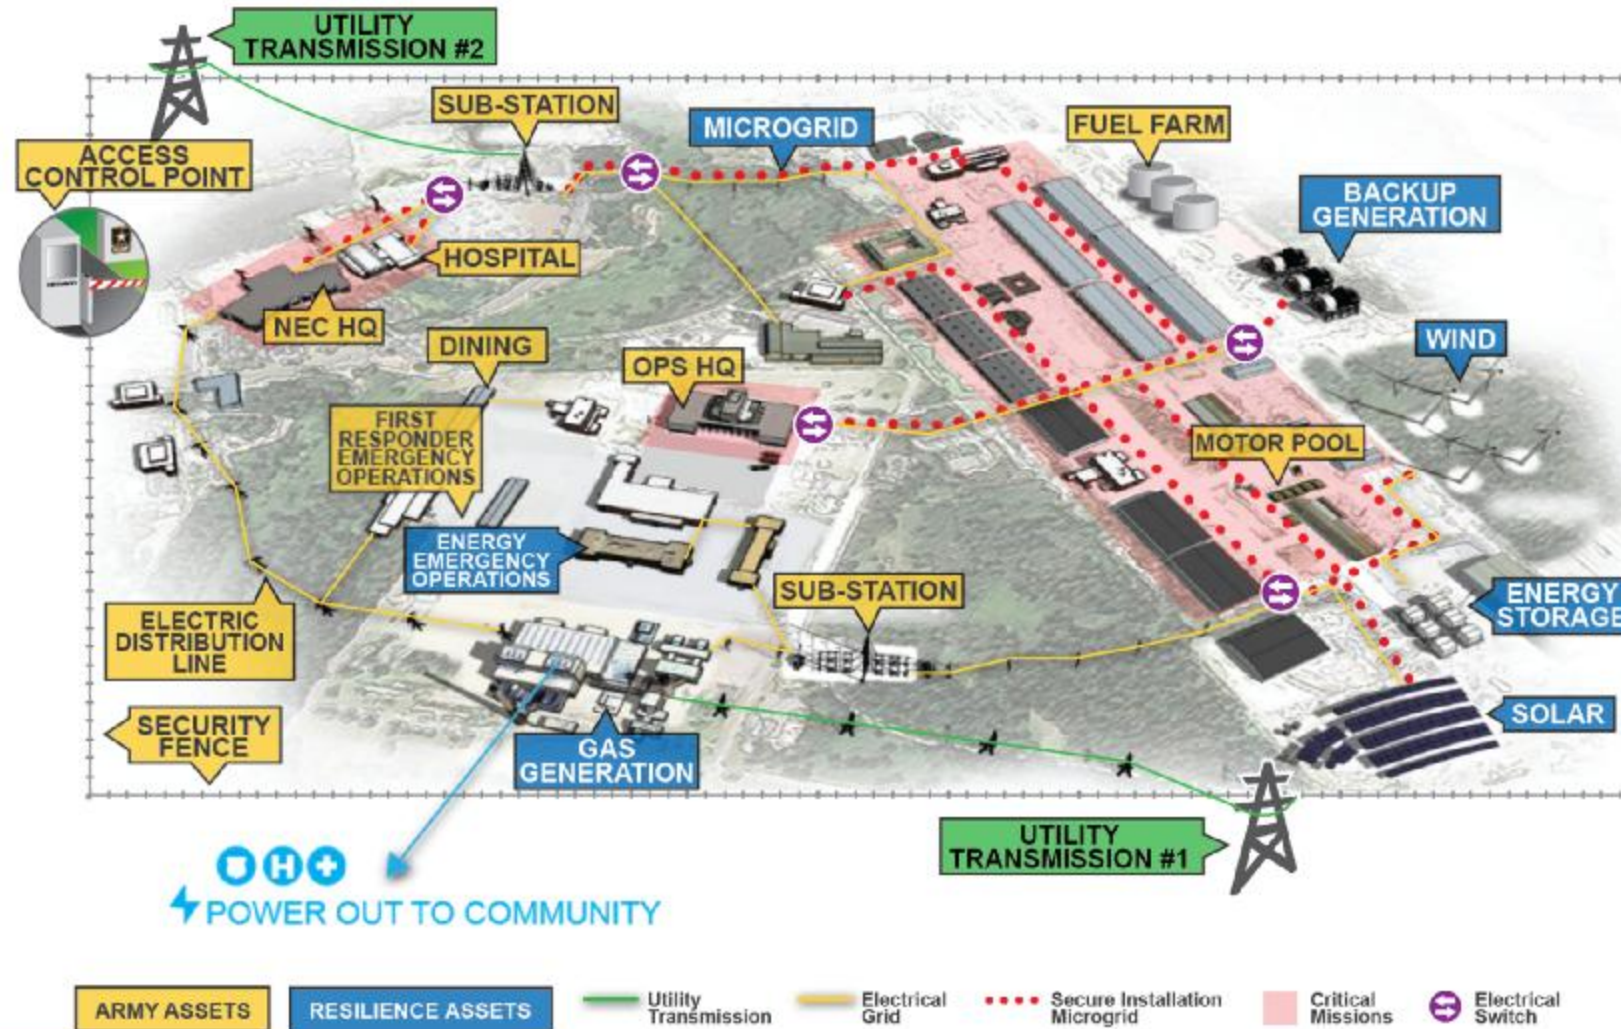 UTILITY
TRANSMISSION #2
SUB-STATION
MICROGRID
FUEL FARM
ACCESS
CONTROL POINT
BACKUP
GENERATION
HOSPITAL
NEC HQ
DINING
OPS HQ
WIND
FIRST
RESPONDER
EMERGENCY
OPERATIONS
MOTOR POOL
ENERGY
EMERGENCY
OPERATIONS
SUB-STATION
ENERGY
STORAGE
ELECTRIC
DISTRIBUTION
LINE
SECURITY
FENCE
SOLAR
GAS
GENERATION
UTILITY
TRANSMISSION #1
H
POWER OUT TO COMMUNITY
ARMY ASSETS
RESILIENCE ASSETS
Utility
Transmission
Electrical
Grid
Secure Installation
Microgrid
Critical
Missions
Electrical
Switch